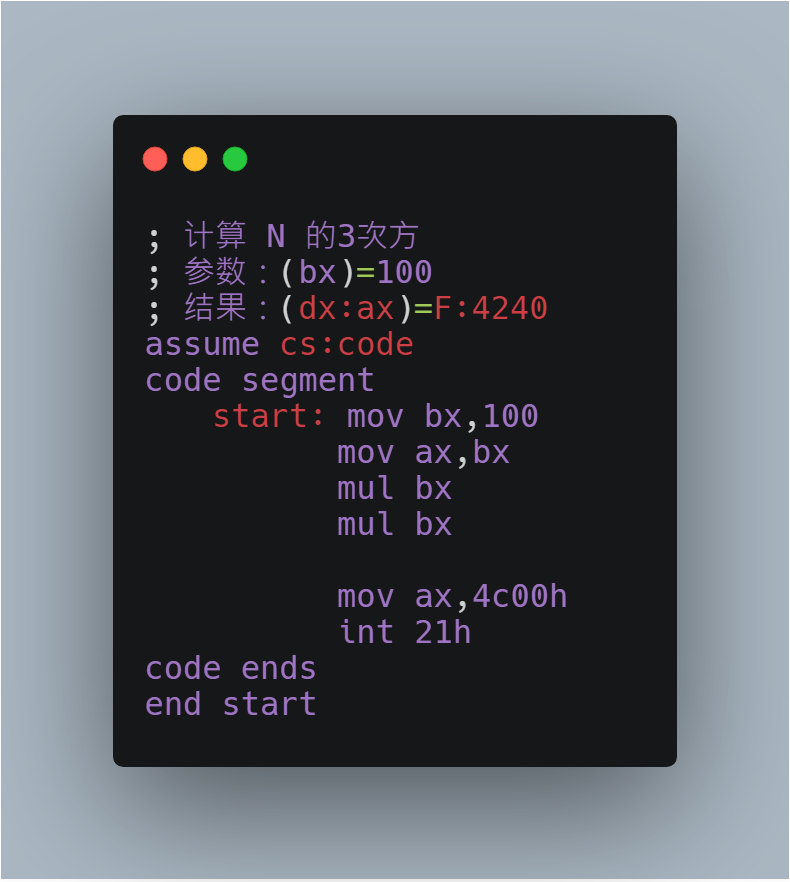 ; 计算 N 的3次方
; 参数：(bx)=100
; 结果：(dx:ax)=F:4240
assume cs:code
code segment
    start: mov bx,100
          mov ax,bx
          mul bx
          mul bx

          mov ax,4c00h
          int 21h
code ends
end start